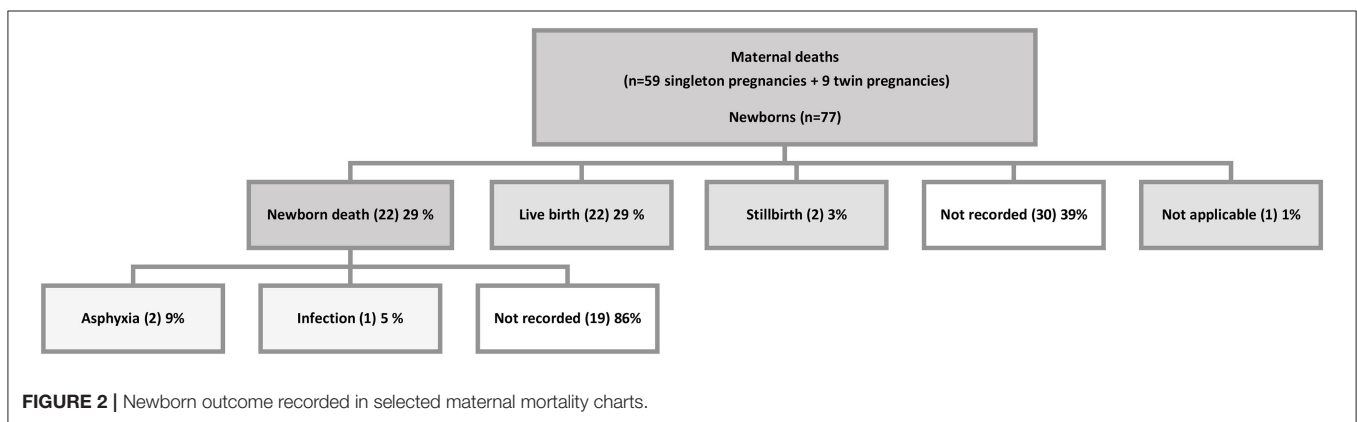 Maternal deaths
(n=59 singleton pregnancies + 9 twin pregnancies)
Newborns (n=77)
Newborn death (22) 29 %
Live birth (22) 29 %
Stillbirth (2) 3%
Not recorded (30) 39%
Not applicable (1) 1%
Asphyxia (2) 9%
Infection (1) 5 %
Not recorded (19) 86%
FIGURE 2 | Newborn outcome recorded in selected maternal mortality charts.